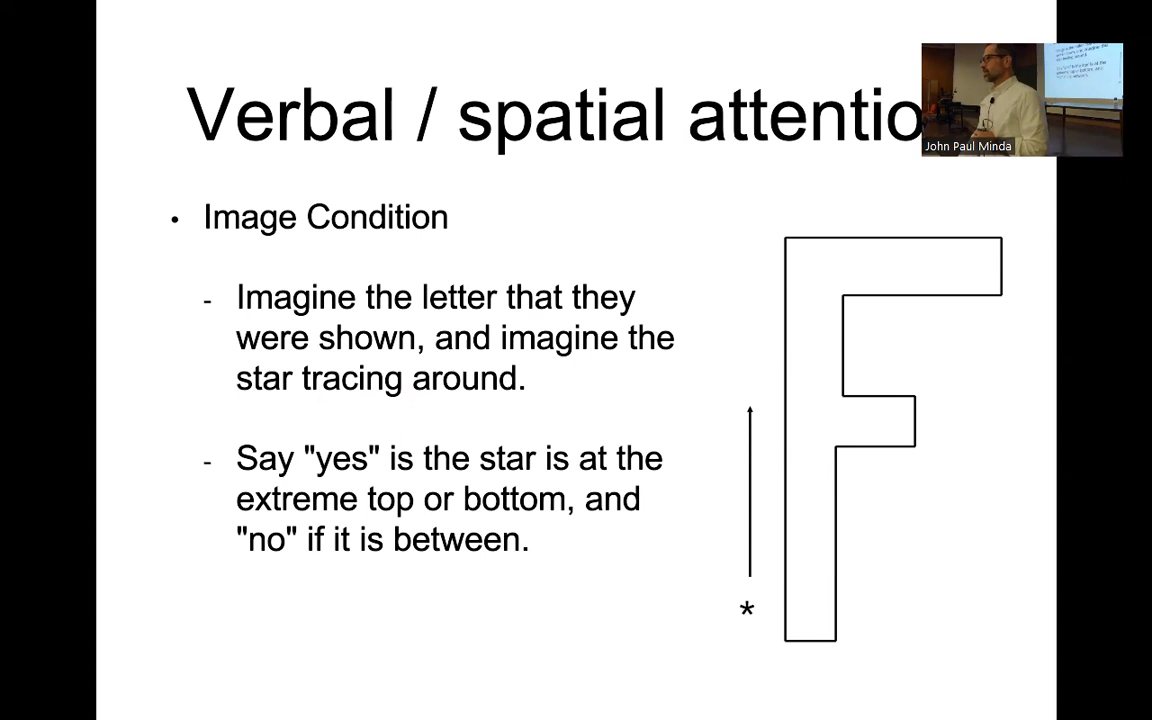 Verbal / spatial attentio
John Paul Minda
• Image Condition
- Imagine the letter that they
were shown, and imagine the
star tracing around.
- Say "yes" is the star is at the
extreme top or bottom, and
"no" if it is between.
*